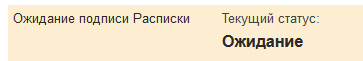 Ожидание подписи Расписки
Текущий статус:
Ожидание